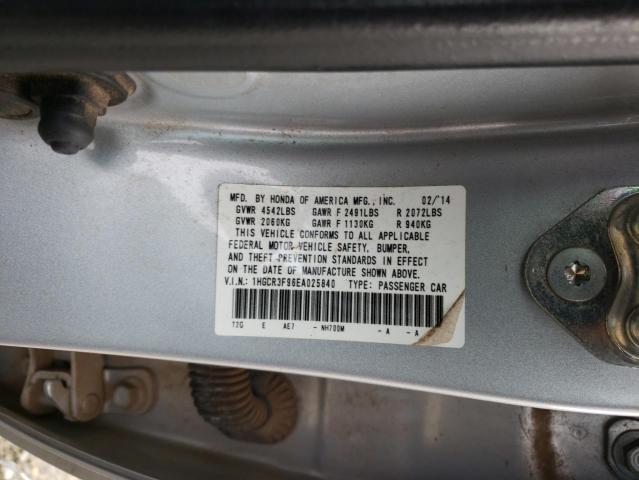 MFD. BY HONDA OF AMERICA MFG., INC. 02/'14
GVWR 4542LBS GAWR F 2491LBS R 2072LBS
GVWR 2060KG GAWR F 1130KG R 940KG
THIS VEHICLE CONFORMS TO ALL APPLICABLE
FEDERAL MOTOR VEHICLE SAFETY, BUMPER,
AND THEFT PREVENTION STANDARDS IN EFFECT
ON THE DATE OF MANUFACTURE SHOWN ABOVE.
V.I.N.: 1HGCR3F96EA025840 TYPE: PASSENGER CAR
T2G E AE7 - NH700M - A - A